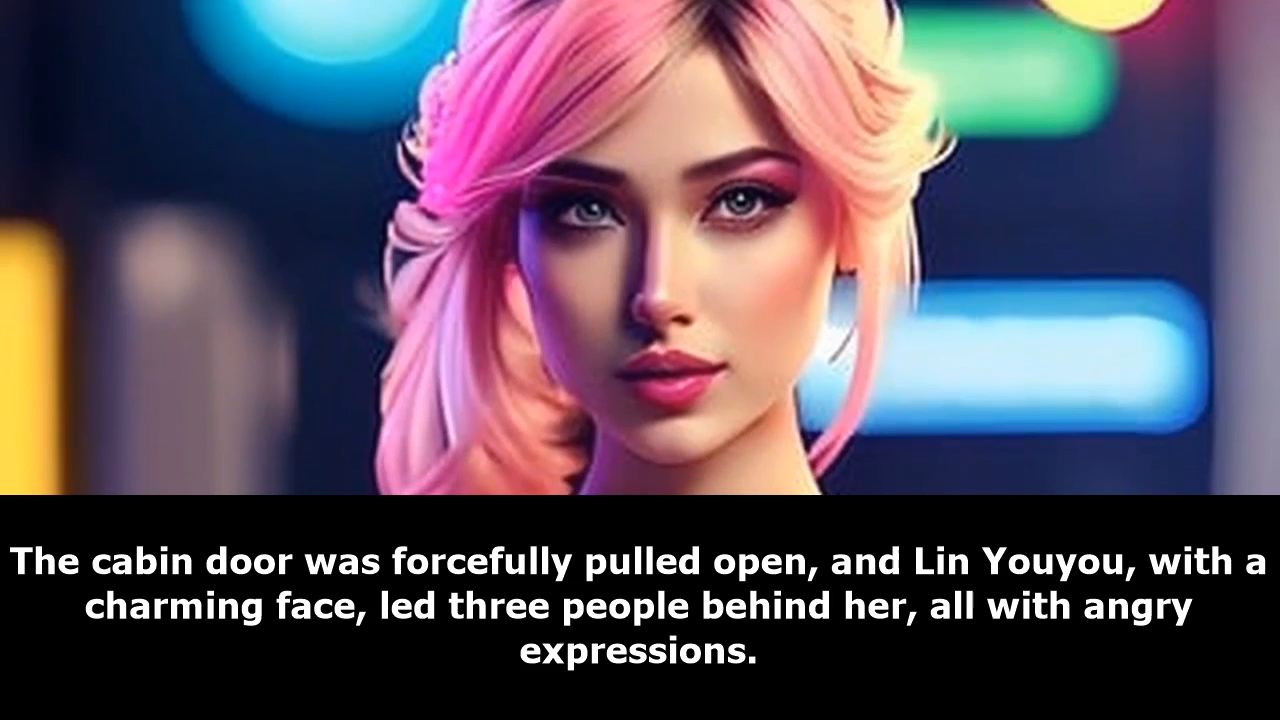 The cabin door was forcefully pulled open, and Lin Youyou, with a
charming face, led three people behind her, all with angry
expressions.